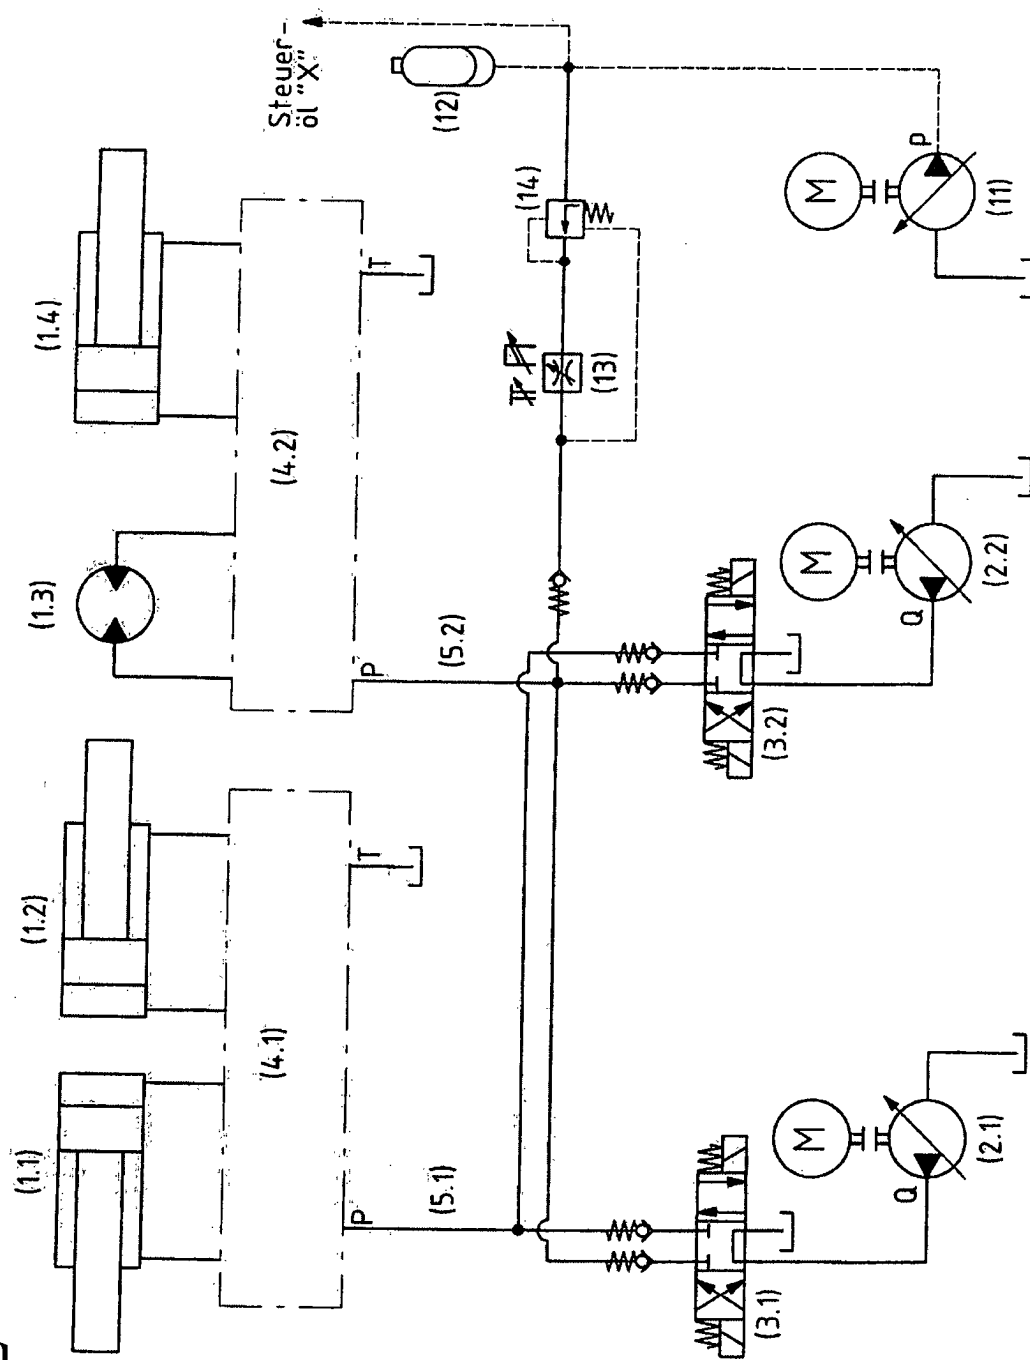 (1.1)
(1.2)
(1.3)
(1.4)
(4.1)
(4.2)
P
T
P
T
(5.1)
(5.2)
Steuer-
öl "X"
(12)
(14)
(13)
(3.1)
(3.2)
M
M
M
Q
Q
P
(2.1)
(2.2)
(11)